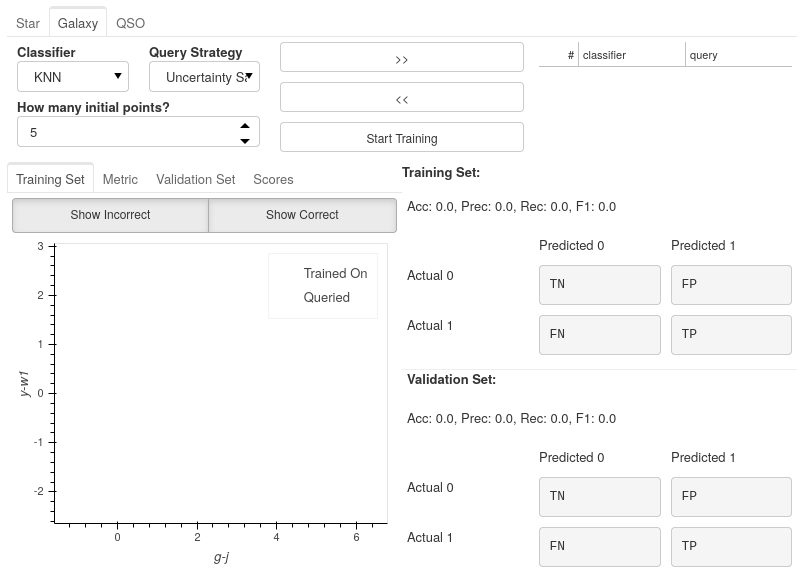 Star Galaxy QSO
Classifier Query Strategy
KNN
Uncertainty S
How many initial points?
5
>>
<<
Start Training
# classifier query
Training Set Metric Validation Set Scores
Show Incorrect Show Correct
3
2
1
0
-1
-2
y-w1
Trained On
Queried
0 2 4 6
g-j
Training Set:
Acc: 0.0, Prec: 0.0, Rec: 0.0, F1: 0.0
Predicted 0 Predicted 1
Actual 0 TN FP
Actual 1 FN TP
Validation Set:
Acc: 0.0, Prec: 0.0, Rec: 0.0, F1: 0.0
Predicted 0 Predicted 1
Actual 0 TN FP
Actual 1 FN TP